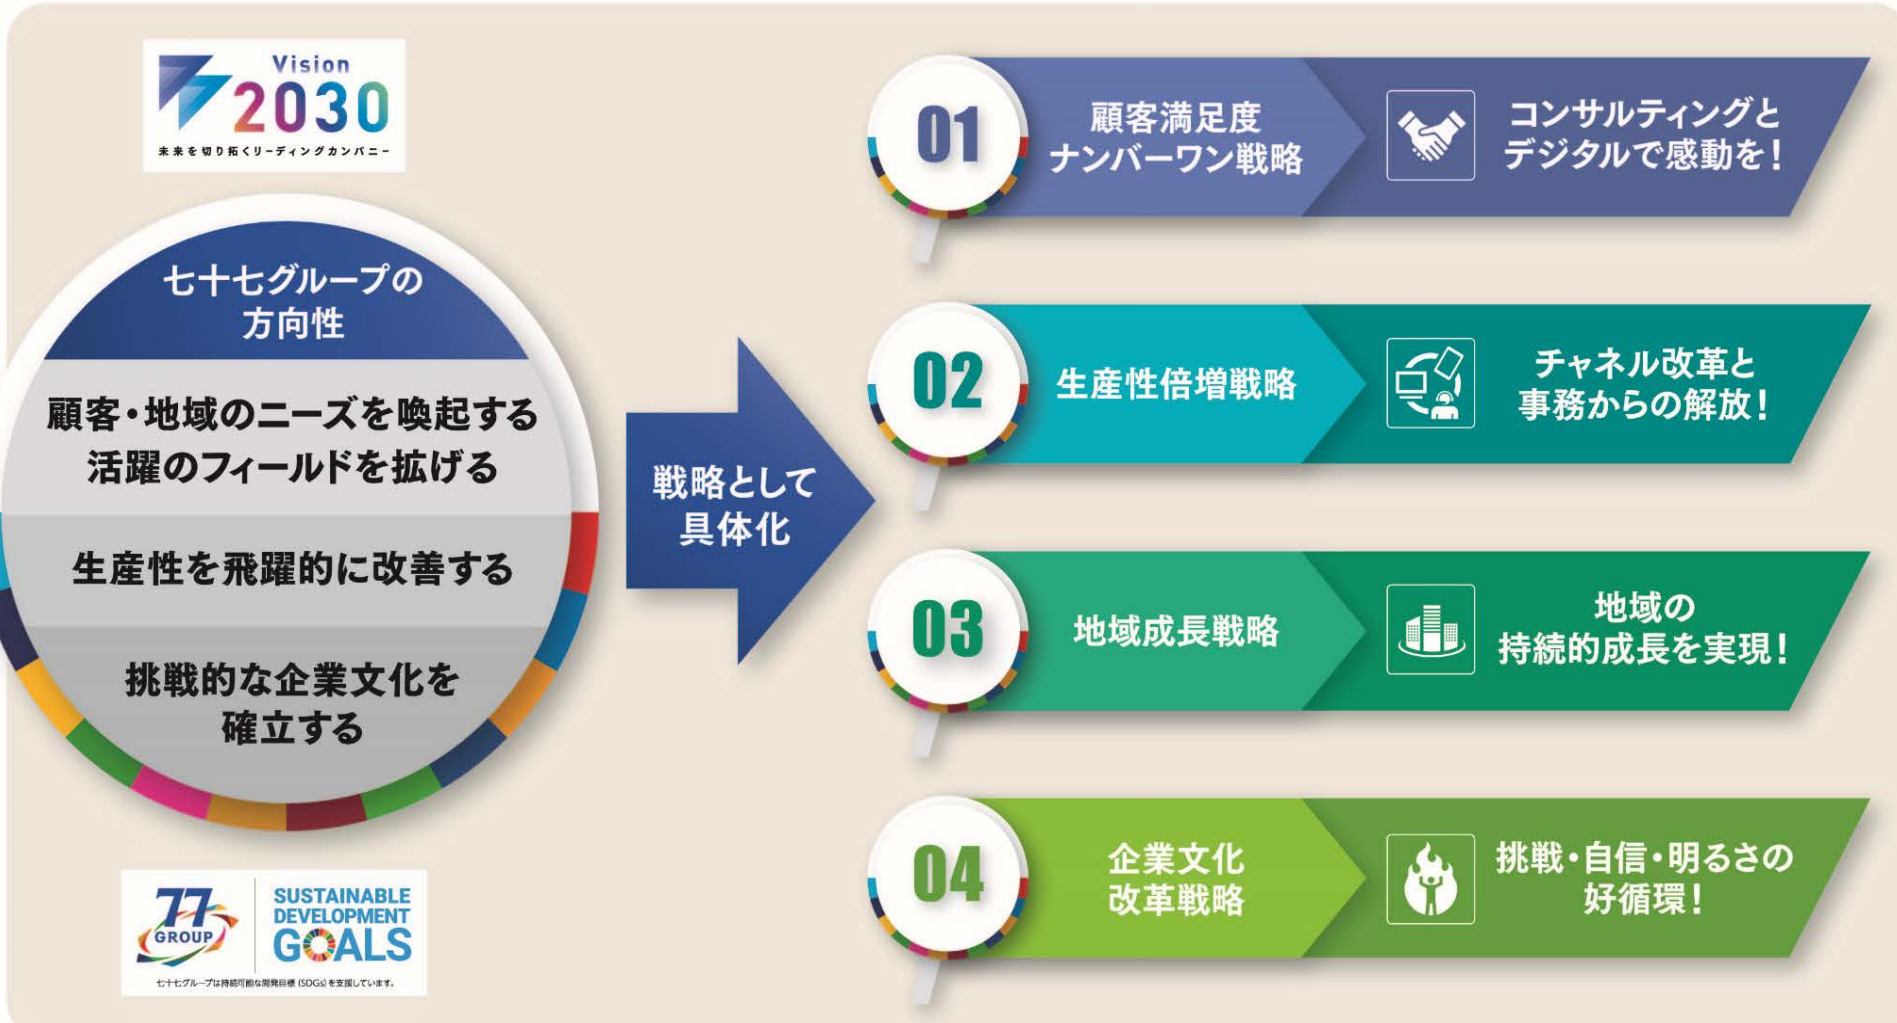 Vision
2030
未来を切り拓くリーディングカンパニー
七十七グループの
方向性
顧客・地域のニーズを喚起する
活躍のフィールドを拡げる
生産性を飛躍的に改善する
挑戦的な企業文化を
確立する
77
GROUP
SUSTAINABLE
DEVELOPMENT
GOALS
七十七グループは持続可能な開発目標(SDGs)を支援しています。
戦略として
具体化
01
顧客満足度
ナンバーワン戦略
コンサルティングと
デジタルで感動を!
02
生産性倍増戦略
チャネル改革と
事務からの解放!
03
地域成長戦略
地域の
持続的成長を実現!
04
企業文化
改革戦略
挑戦・自信・明るさの
好循環!